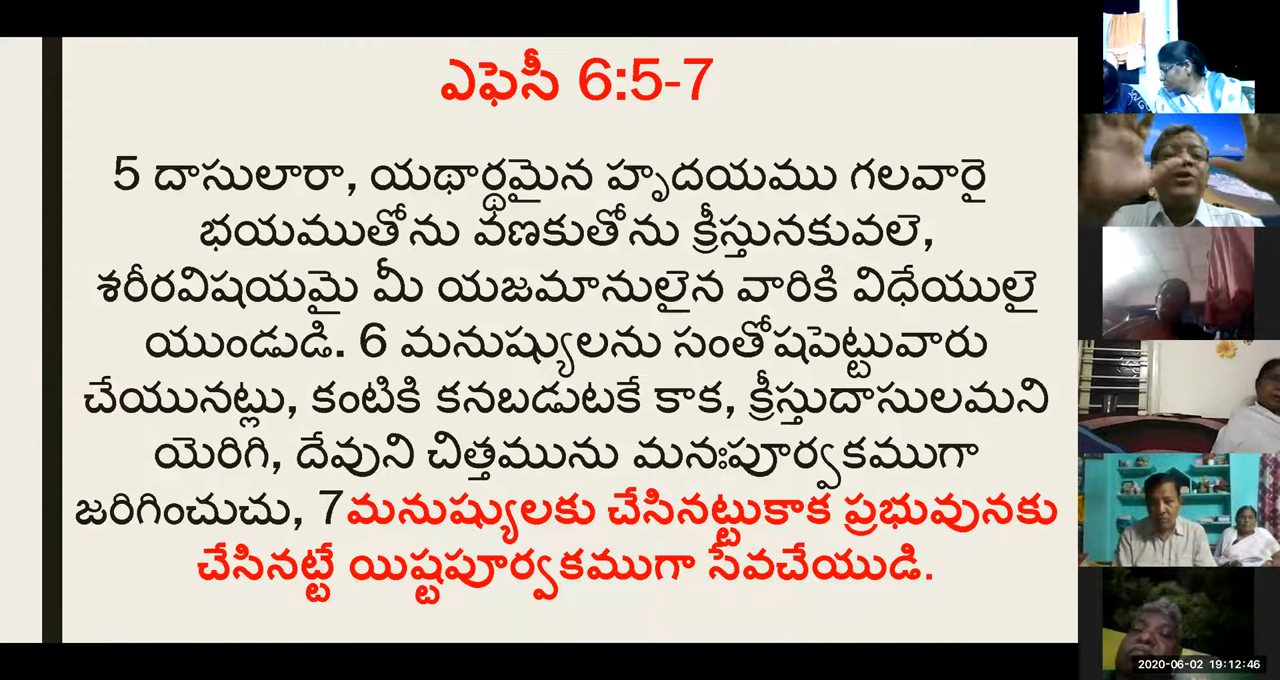 ఎఫెసీ 6:5-7
5 దాసులారా, యథార్థమైన హృదయము గలవారై
భయముతోను వణకుతోను క్రీస్తునకువలె,
శరీరవిషయమై మీ యజమానులైన వారికి విధేయులై
యుండుడి. 6 మనుష్యులను సంతోషపెట్టువారు
చేయునట్లు, కంటికి కనబడుటకే కాక, క్రీస్తుదాసులమని
యెరిగి, దేవుని చిత్తమును మనఃపూర్వకముగా
జరిగించుచు, 7మనుష్యులకు చేసినట్టుకాక ప్రభువునకు
చేసినట్టే యిష్టపూర్వకముగా సేవచేయుడి.
2020-06-02 19:12:46